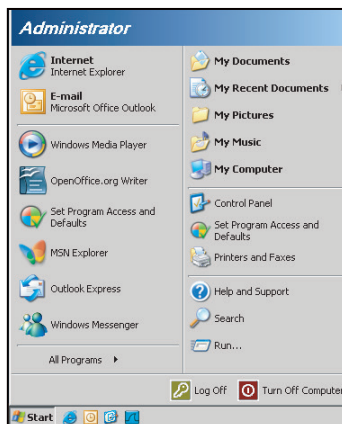 Administrator
Internet
Internet Explorer
E-mail
Microsoft Office Outlook
Windows Media Player
OpenOffice.org Writer
Set Program Access and
Defaults
MSN Explorer
Outlook Express
Windows Messenger
All Programs
My Documents
My Recent Documents
My Pictures
My Music
My Computer
Control Panel
Set Program Access and
Defaults
Printers and Faxes
Help and Support
Search
Run...
Log Off
Turn Off Computer
Start